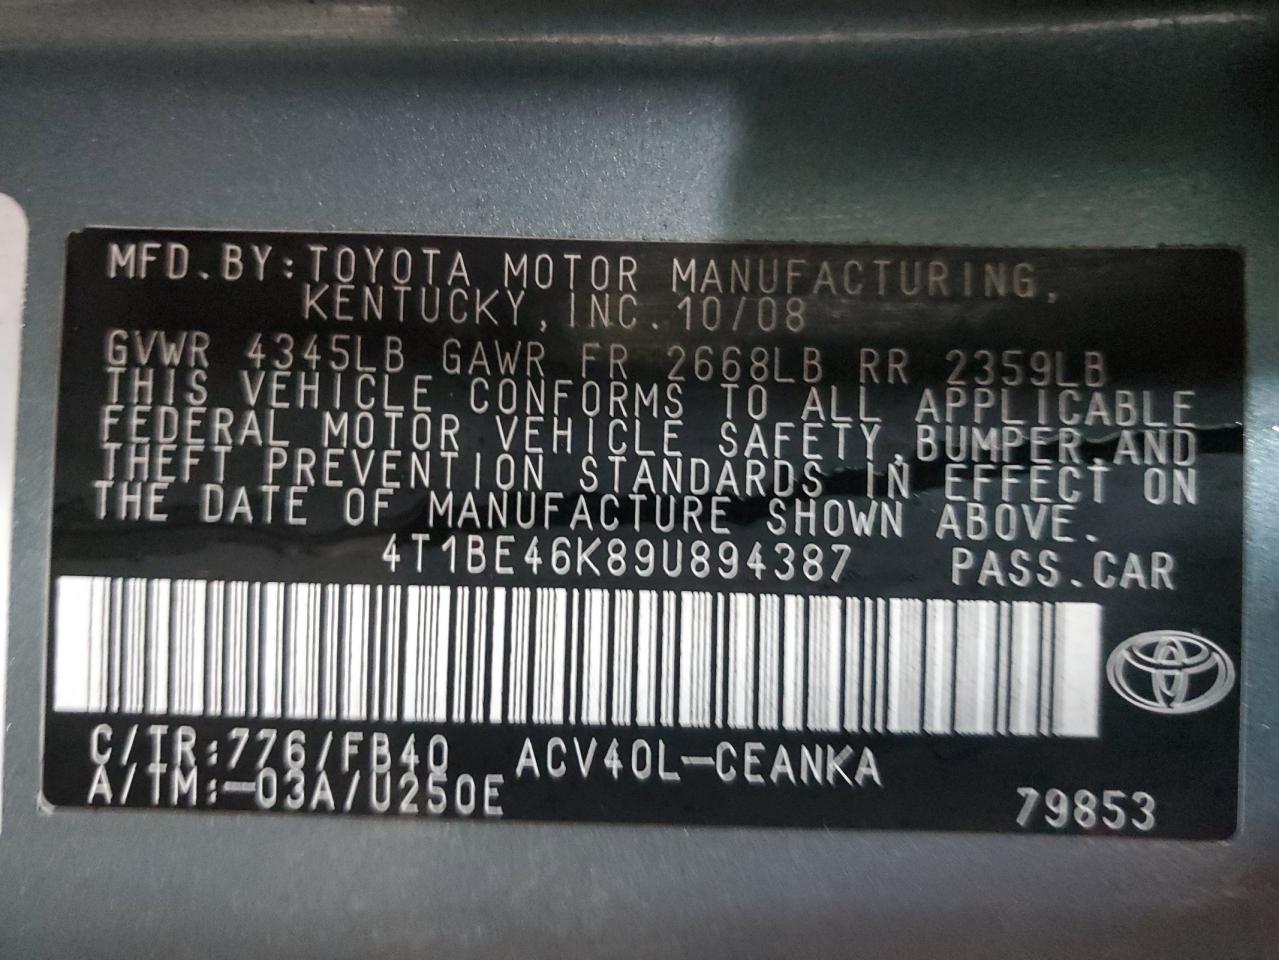 MFD.BY:TOYOTA MOTOR MANUFACTURING,
KENTUCKY,INC. 10/08
GVWR 4345LB GAWR FR 2668LB RR 2359LB
THIS VEHICLE CONFORMS TO ALL APPLICABLE
FEDERAL MOTOR VEHICLE SAFETY,BUMPER,AND
THEFT PREVENTION STANDARDS IN EFFECT ON
THE DATE OF MANUFACTURE SHOWN ABOVE.
4T1BE46K89U894387 PASS.CAR
C/TR:776/FB40 ACV40L-CEANKA
A/TM:-03A/U250E
79853